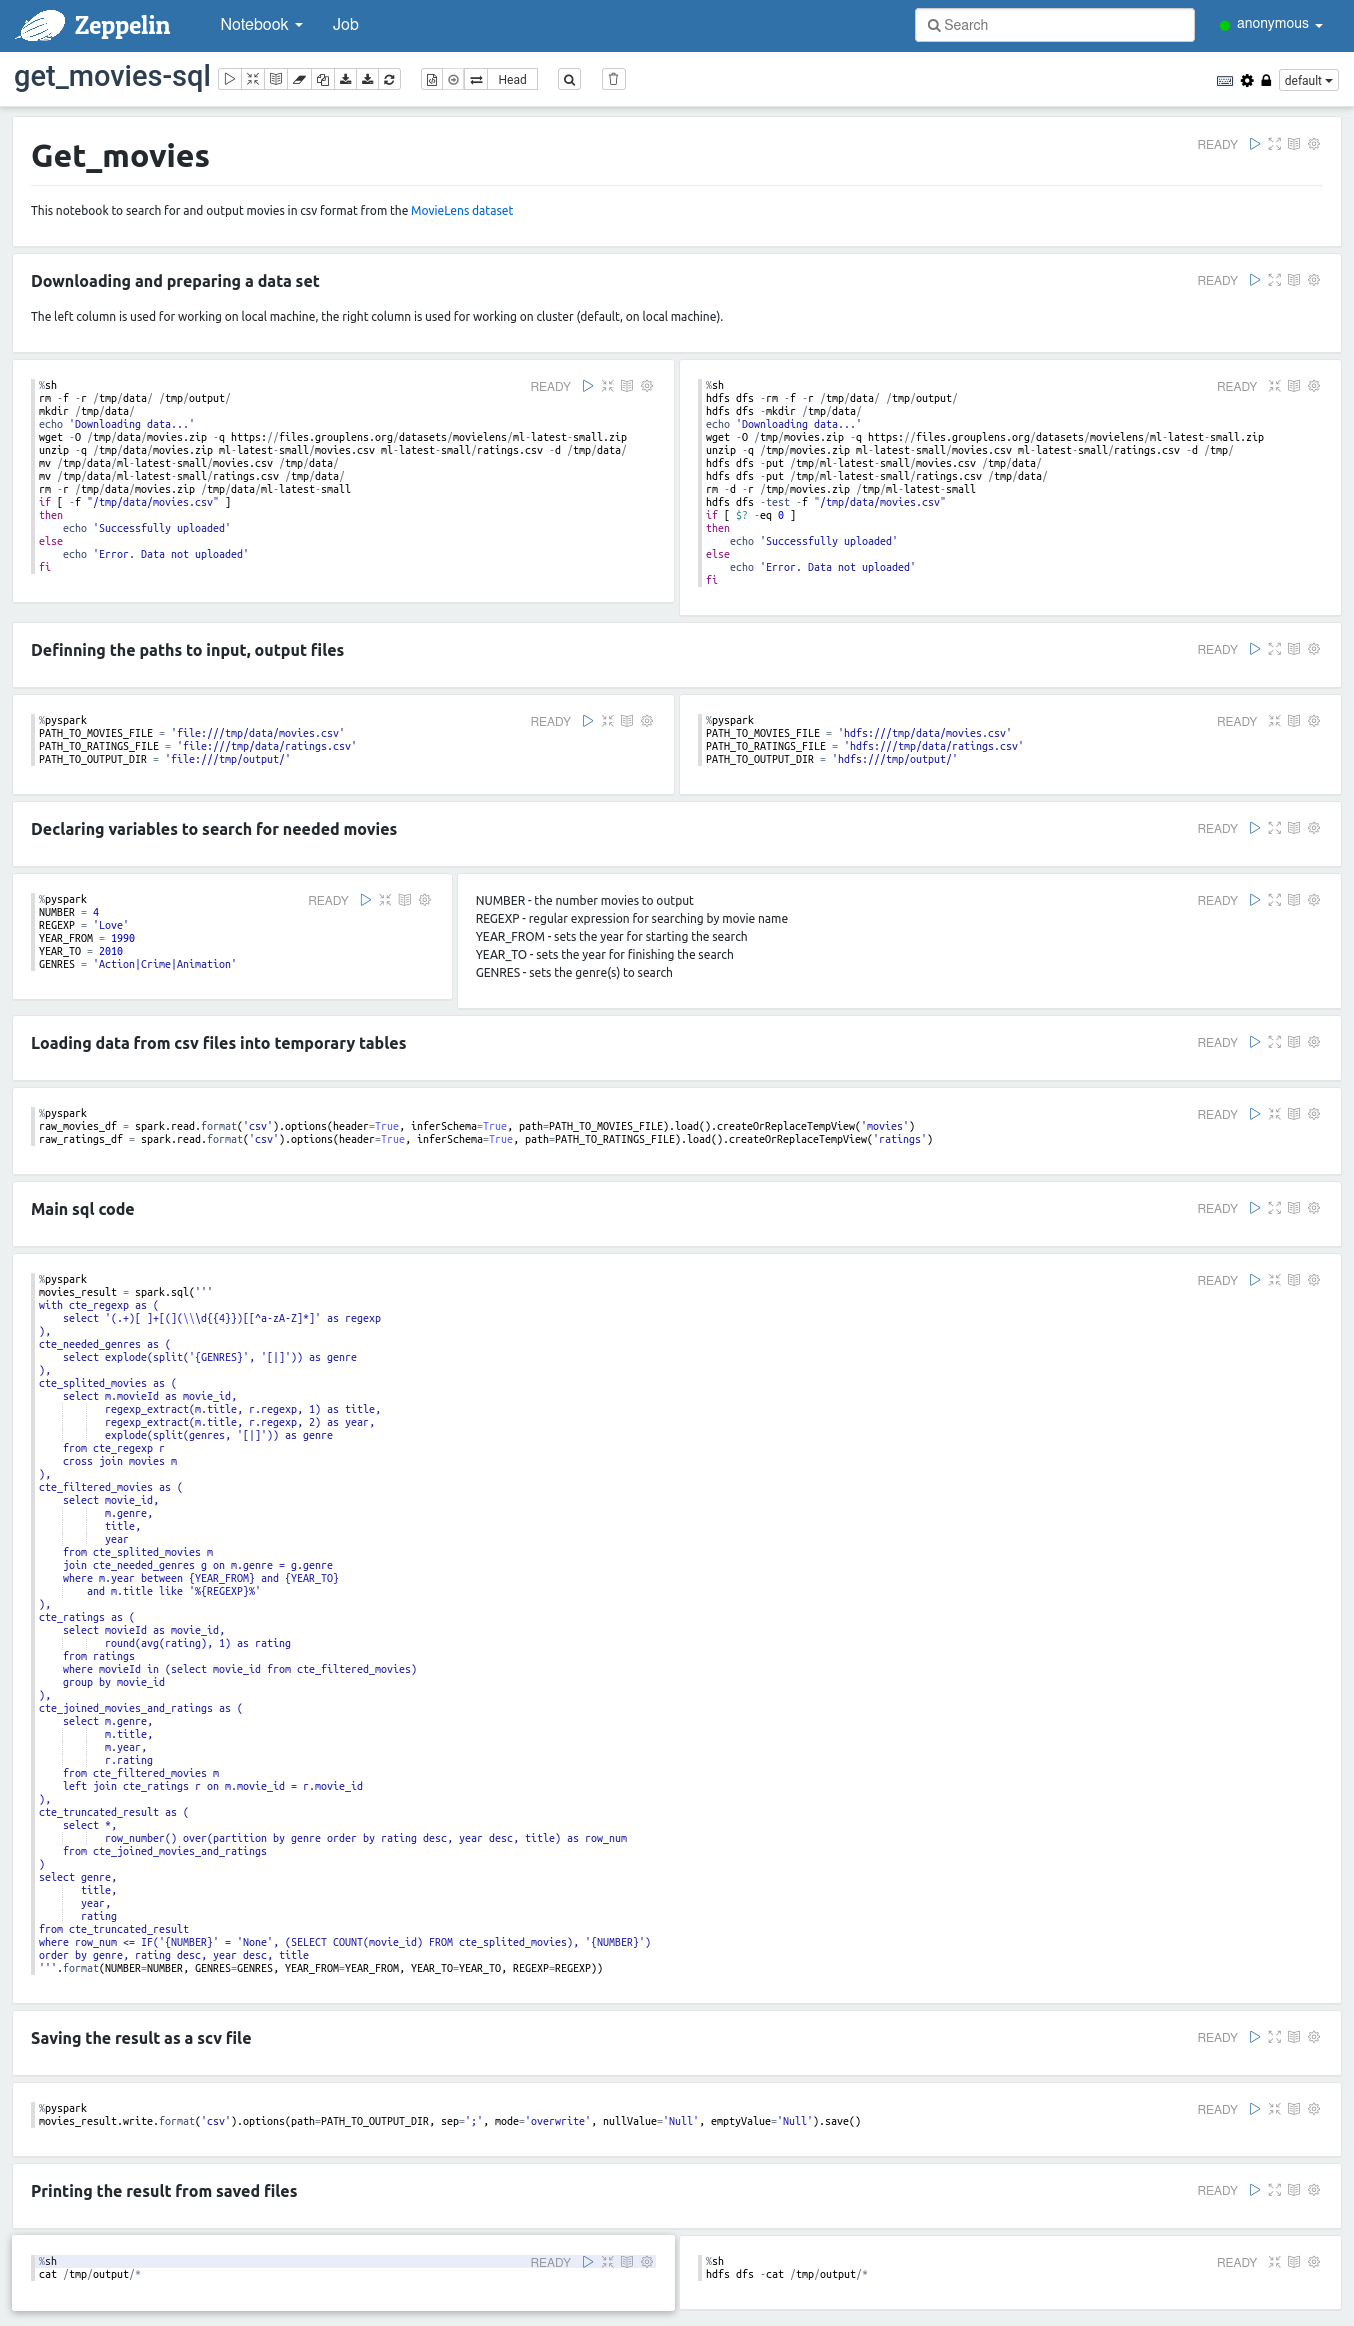 Zeppelin
Notebook
Job
Search
anonymous
get_movies-sql
Head
default
Get_movies
READY
This notebook to search for and output movies in csv format from the MovieLens dataset
Downloading and preparing a data set
READY
The left column is used for working on local machine, the right column is used for working on cluster (default, on local machine).
%sh
READY
rm -f -r /tmp/data/ /tmp/output/
mkdir /tmp/data/
echo 'Downloading data...'
wget -O /tmp/data/movies.zip -q https://files.grouplens.org/datasets/movielens/ml-latest-small.zip
unzip -q /tmp/data/movies.zip ml-latest-small/movies.csv ml-latest-small/ratings.csv -d /tmp/data/
mv /tmp/data/ml-latest-small/movies.csv /tmp/data/
mv /tmp/data/ml-latest-small/ratings.csv /tmp/data/
rm -r /tmp/data/movies.zip /tmp/data/ml-latest-small
if [ -f "/tmp/data/movies.csv" ]
then
    echo 'Successfully uploaded'
else
    echo 'Error. Data not uploaded'
fi
%sh
READY
hdfs dfs -rm -f -r /tmp/data/ /tmp/output/
hdfs dfs -mkdir /tmp/data/
echo 'Downloading data...'
wget -O /tmp/movies.zip -q https://files.grouplens.org/datasets/movielens/ml-latest-small.zip
unzip -q /tmp/movies.zip ml-latest-small/movies.csv ml-latest-small/ratings.csv -d /tmp/
hdfs dfs -put /tmp/ml-latest-small/movies.csv /tmp/data/
hdfs dfs -put /tmp/ml-latest-small/ratings.csv /tmp/data/
rm -d -r /tmp/movies.zip /tmp/ml-latest-small
hdfs dfs -test -f "/tmp/data/movies.csv"
if [ $? -eq 0 ]
then
    echo 'Successfully uploaded'
else
    echo 'Error. Data not uploaded'
fi
Definning the paths to input, output files
READY
%pyspark
READY
PATH_TO_MOVIES_FILE = 'file:///tmp/data/movies.csv'
PATH_TO_RATINGS_FILE = 'file:///tmp/data/ratings.csv'
PATH_TO_OUTPUT_DIR = 'file:///tmp/output/'
%pyspark
READY
PATH_TO_MOVIES_FILE = 'hdfs:///tmp/data/movies.csv'
PATH_TO_RATINGS_FILE = 'hdfs:///tmp/data/ratings.csv'
PATH_TO_OUTPUT_DIR = 'hdfs:///tmp/output/'
Declaring variables to search for needed movies
READY
%pyspark
READY
NUMBER = 4
REGEXP = 'Love'
YEAR_FROM = 1990
YEAR_TO = 2010
GENRES = 'Action|Crime|Animation'
NUMBER - the number movies to output
READY
REGEXP - regular expression for searching by movie name
YEAR_FROM - sets the year for starting the search
YEAR_TO - sets the year for finishing the search
GENRES - sets the genre(s) to search
Loading data from csv files into temporary tables
READY
%pyspark
READY
raw_movies_df = spark.read.format('csv').options(header=True, inferSchema=True, path=PATH_TO_MOVIES_FILE).load().createOrReplaceTempView('movies')
raw_ratings_df = spark.read.format('csv').options(header=True, inferSchema=True, path=PATH_TO_RATINGS_FILE).load().createOrReplaceTempView('ratings')
Main sql code
READY
%pyspark
READY
movies_result = spark.sql('''
with cte_regexp as (
    select '(.+)[ ]+[(](\\\d{{4}})[[^a-zA-Z]*]' as regexp
),
cte_needed_genres as (
    select explode(split('{GENRES}', '[|]')) as genre
),
cte_splited_movies as (
    select m.movieId as movie_id,
           regexp_extract(m.title, r.regexp, 1) as title,
           regexp_extract(m.title, r.regexp, 2) as year,
           explode(split(genres, '[|]')) as genre
    from cte_regexp r
    cross join movies m
),
cte_filtered_movies as (
    select movie_id,
           m.genre,
           title,
           year
    from cte_splited_movies m
    join cte_needed_genres g on m.genre = g.genre
    where m.year between {YEAR_FROM} and {YEAR_TO}
        and m.title like '%{REGEXP}%'
),
cte_ratings as (
    select movieId as movie_id,
           round(avg(rating), 1) as rating
    from ratings
    where movieId in (select movie_id from cte_filtered_movies)
    group by movie_id
),
cte_joined_movies_and_ratings as (
    select m.genre,
           m.title,
           m.year,
           r.rating
    from cte_filtered_movies m
    left join cte_ratings r on m.movie_id = r.movie_id
),
cte_truncated_result as (
    select *,
           row_number() over(partition by genre order by rating desc, year desc, title) as row_num
    from cte_joined_movies_and_ratings
)
select genre,
       title,
       year,
       rating
from cte_truncated_result
where row_num <= IF('{NUMBER}' = 'None', (SELECT COUNT(movie_id) FROM cte_splited_movies), '{NUMBER}')
order by genre, rating desc, year desc, title
'''.format(NUMBER=NUMBER, GENRES=GENRES, YEAR_FROM=YEAR_FROM, YEAR_TO=YEAR_TO, REGEXP=REGEXP))
Saving the result as a scv file
READY
%pyspark
READY
movies_result.write.format('csv').options(path=PATH_TO_OUTPUT_DIR, sep=';', mode='overwrite', nullValue='Null', emptyValue='Null').save()
Printing the result from saved files
READY
%sh
READY
cat /tmp/output/*
%sh
READY
hdfs dfs -cat /tmp/output/*